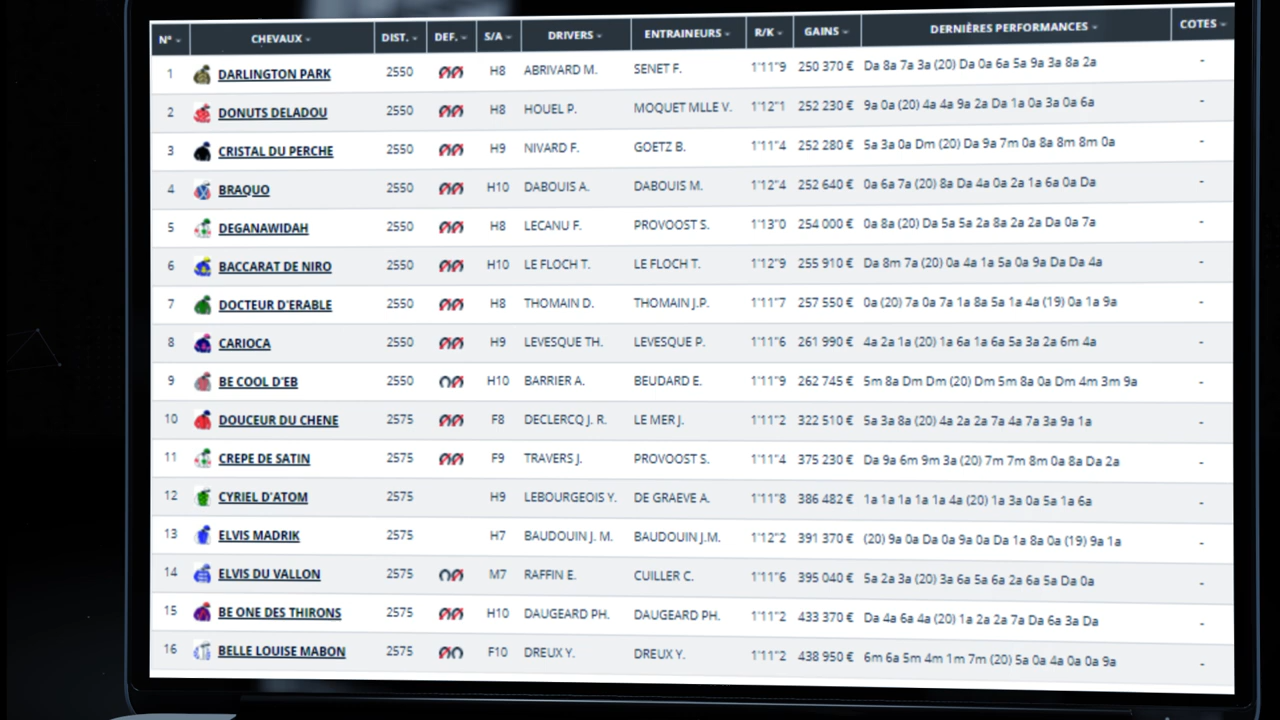 N° CHEVAUX DIST. DEF. S/A DRIVERS ENTRAINEURS R/K GAINS DERNIÈRES PERFORMANCES COTES
1 DARLINGTON PARK 2550 H8 ABRIVARD M. SENET F. 1'11"9 250 370 € Da 8a 7a 3a (20) Da 0a 6a 5a 9a 3a 8a 2a -
2 DONUTS DELADOU 2550 H8 HOUEL P. MOQUET MLLE V. 1'12"1 252 230 € 9a 0a (20) 4a 4a 9a 2a Da 1a 0a 3a 0a 6a -
3 CRISTAL DU PERCHE 2550 H9 NIVARD F. GOETZ B. 1'11"4 252 280 € 5a 3a 0a Dm (20) Da 9a 7m 0a 8a 8m 8m 0a -
4 BRAQUO 2550 H10 DABOUIS A. DABOUIS M. 1'12"4 252 640 € 0a 6a 7a (20) 8a Da 4a 0a 2a 1a 6a 0a Da -
5 DEGANAWIDAH 2550 H8 LECANU F. PROVOOST S. 1'13"0 254 000 € 0a 8a (20) Da 5a 5a 2a 8a 2a 2a Da 0a 7a -
6 BACCARAT DE NIRO 2550 H10 LE FLOCH T. LE FLOCH T. 1'12"9 255 910 € Da 8m 7a (20) 0a 4a 1a 5a 0a 9a Da Da 4a -
7 DOCTEUR D'ERABLE 2550 H8 THOMAIN D. THOMAIN J.P. 1'11"7 257 550 € 0a (20) 7a 0a 7a 1a 8a 5a 1a 4a (19) 0a 1a 9a -
8 CARIOCA 2550 H9 LEVESQUE TH. LEVESQUE P. 1'11"6 261 990 € 4a 2a 1a (20) 1a 6a 1a 6a 5a 3a 2a 6m 4a -
9 BE COOL D'EB 2550 H10 BARRIER A. BEUDARD E. 1'11"9 262 745 € 5m 8a Dm Dm (20) Dm 5m 8a 0a Dm 4m 3m 9a -
10 DOUCEUR DU CHENE 2575 F8 DECLERCQ J. R. LE MER J. 1'11"2 322 510 € 5a 3a 8a (20) 4a 2a 2a 7a 4a 7a 3a 9a 1a -
11 CREPE DE SATIN 2575 F9 TRAVERS J. PROVOOST S. 1'11"4 375 230 € Da 9a 6m 9m 3a (20) 7m 7m 8m 0a 8a Da 2a -
12 CYRIEL D'ATOM 2575 H9 LEBOURGEOIS Y. DE GRAEVE A. 1'11"8 386 482 € 1a 1a 1a 1a 1a 4a (20) 1a 3a 0a 5a 1a 6a -
13 ELVIS MADRIK 2575 H7 BAUDOUIN J. M. BAUDOUIN J.M. 1'12"2 391 370 € (20) 9a 0a Da 0a 9a 0a Da 1a 8a 0a (19) 9a 1a -
14 ELVIS DU VALLON 2575 M7 RAFFIN E. CUILLER C. 1'11"6 395 040 € 5a 2a 3a (20) 3a 6a 5a 6a 2a 6a 5a Da 0a -
15 BE ONE DES THIRONS 2575 H10 DAUGEARD PH. DAUGEARD PH. 1'11"2 433 370 € Da 4a 6a 4a (20) 1a 2a 2a 7a Da 6a 3a Da -
16 BELLE LOUISE MABON 2575 F10 DREUX Y. DREUX Y. 1'11"2 438 950 € 6m 6a 5m 4m 1m 7m (20) 5a 0a 4a 0a 0a 9a -